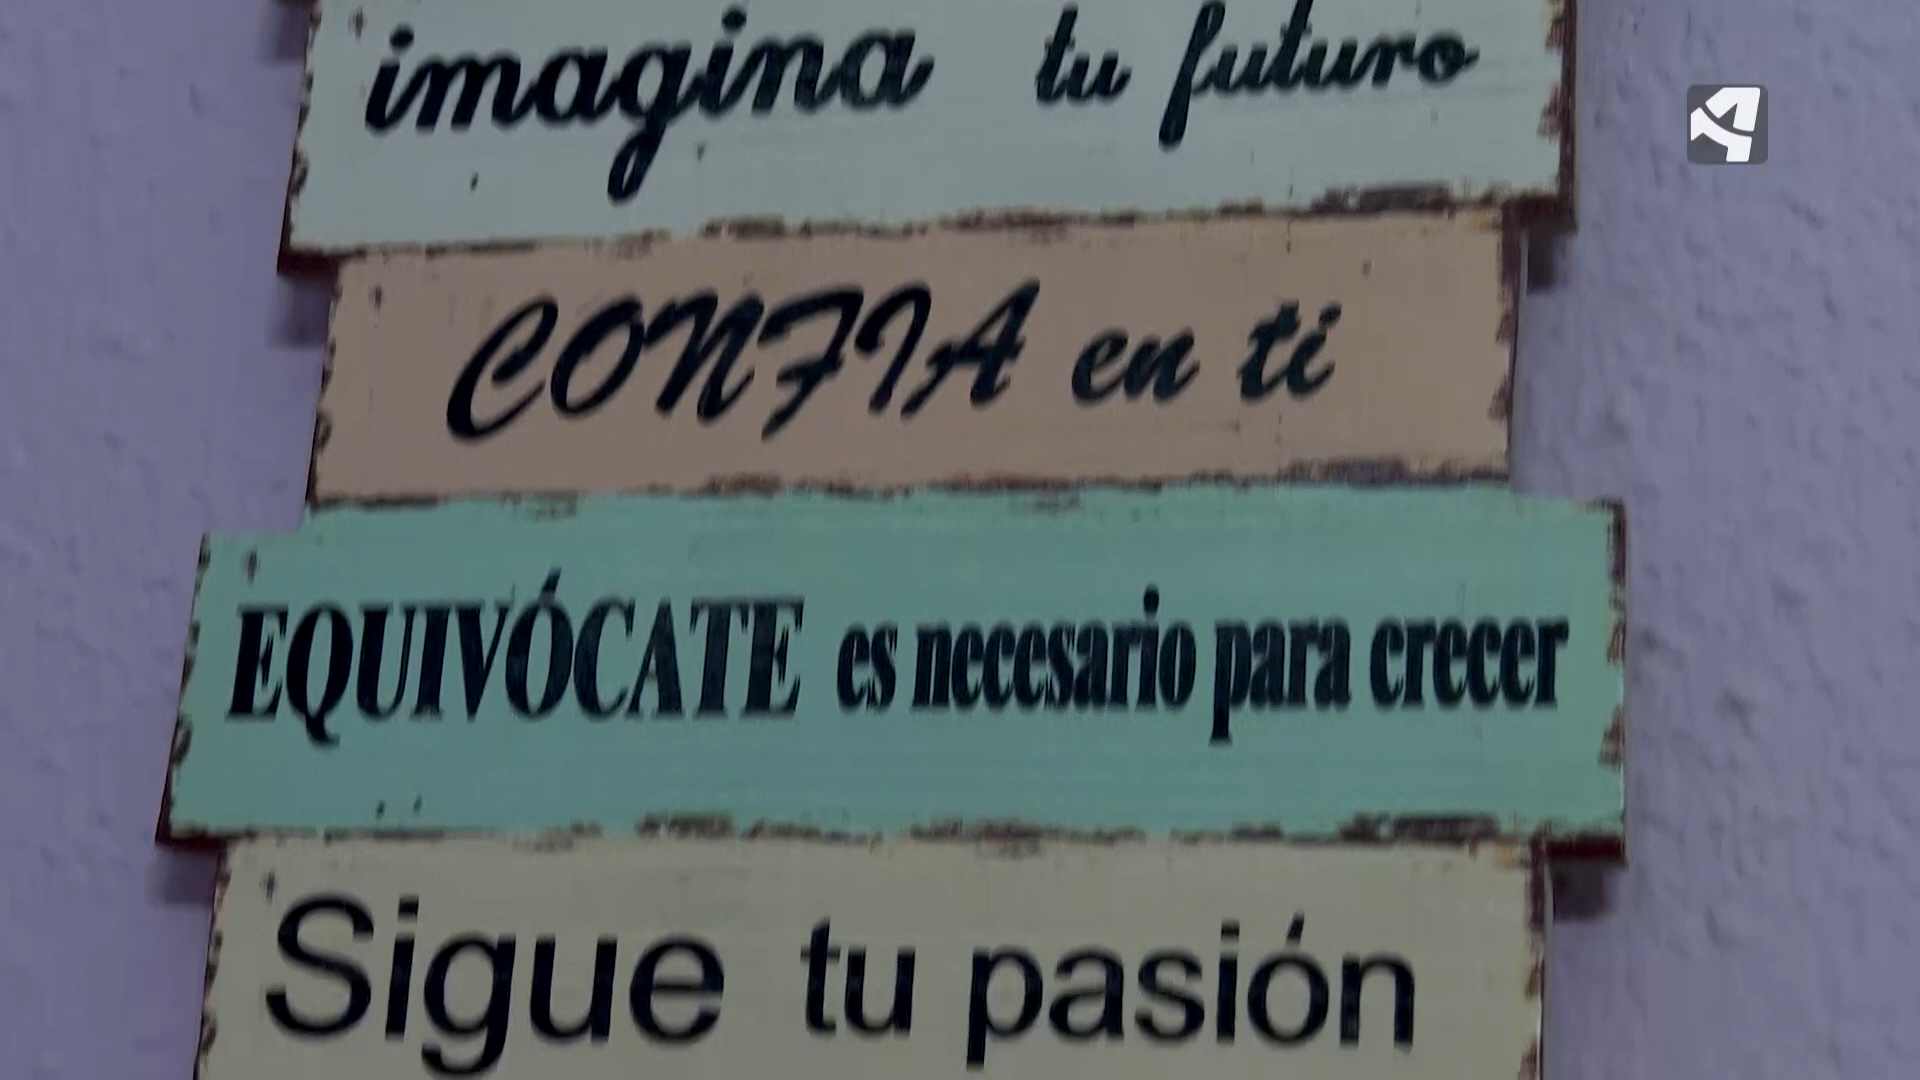 imagina tu futuro
CONFIA en ti
EQUIVÓCATE es necesario para crecer
Sigue tu pasión